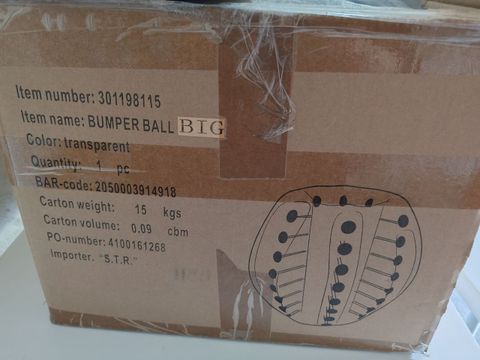 Item number: 301198115
Item name: BUMPER BALL BIG
Color: transparent
Quantity: 1 pc
BAR-code: 2050003914918
Carton weight: 15 kgs
Carton volume: 0.09 cbm
PO-number: 4100161268
Importer. "S.T.R."